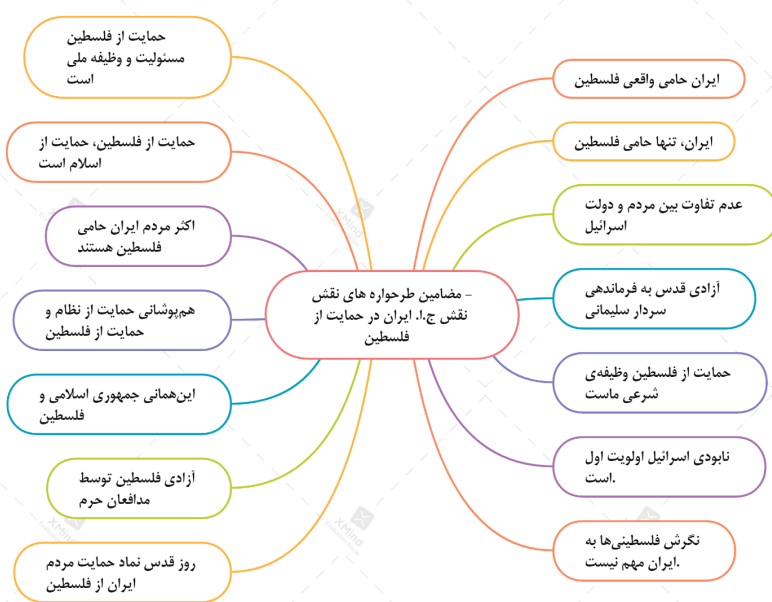 - مضامین طرحواره های نقش
نقش ج.ا. ایران در حمایت از
فلسطین
ایران حامی واقعی فلسطین
ایران، تنها حامی فلسطین
عدم تفاوت بین مردم و دولت
اسرائیل
آزادی قدس به فرماندهی
سردار سلیمانی
حمایت از فلسطین وظیفه‌ی
شرعی ماست
نابودی اسرائیل اولویت اول
است.
نگرش فلسطینی‌ها به
ایران مهم نیست.
حمایت از فلسطین
مسئولیت و وظیفه ملی
است
حمایت از فلسطین، حمایت از
اسلام است
اکثر مردم ایران حامی
فلسطین هستند
هم‌پوشانی حمایت از نظام و
حمایت از فلسطین
این‌همانی جمهوری اسلامی و
فلسطین
آزادی فلسطین توسط
مدافعان حرم
روز قدس نماد حمایت مردم
ایران از فلسطین
XMind
XMind
XMind
XMind